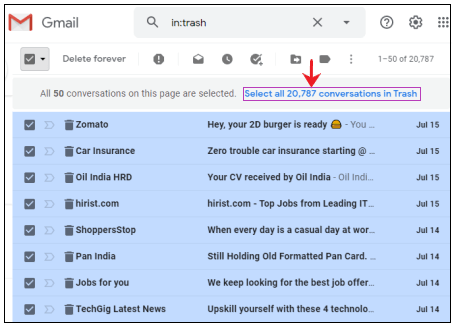 Gmail in:trash
Delete forever 1–50 of 20,787
All 50 conversations on this page are selected. Select all 20,787 conversations in Trash
Zomato Hey, your 2D burger is ready 🍔 - You ... Jul 15
Car Insurance Zero trouble car insurance starting @ ... Jul 15
Oil India HRD Your CV received by Oil India - Oil Indi... Jul 15
hirist.com hirist.com - Top Jobs from Leading IT... Jul 15
ShoppersStop When every day is a casual day at wor... Jul 14
Pan India Still Holding Old Formatted Pan Card. ... Jul 14
Jobs for you We keep looking for the best job offer... Jul 14
TechGig Latest News Upskill yourself with these 4 technolo... Jul 14